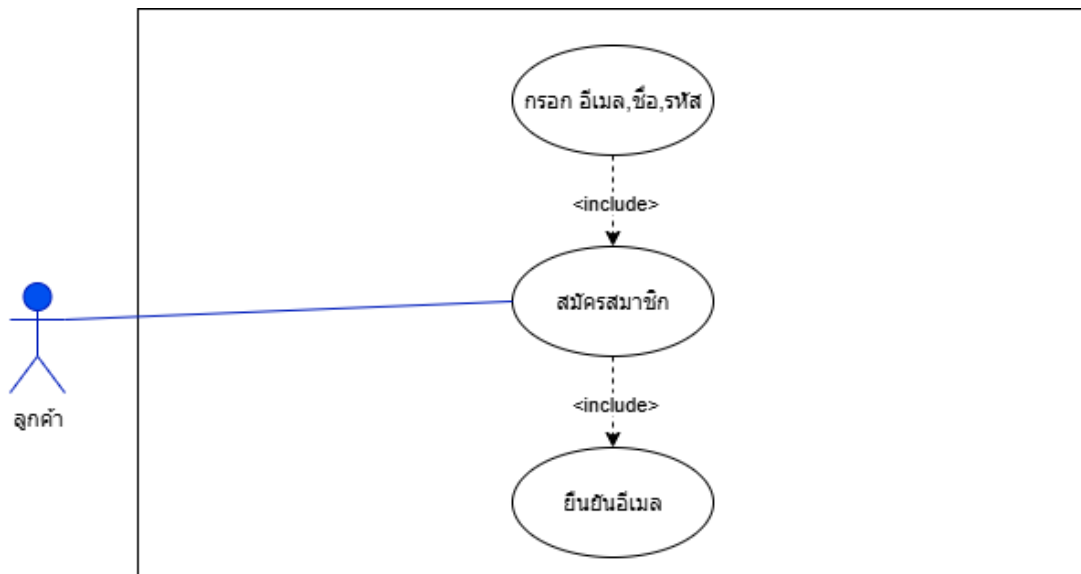 กรอก อีเมล,ชื่อ,รหัส
<include>
สมัครสมาชิก
ลูกค้า
<include>
ยืนยันอีเมล